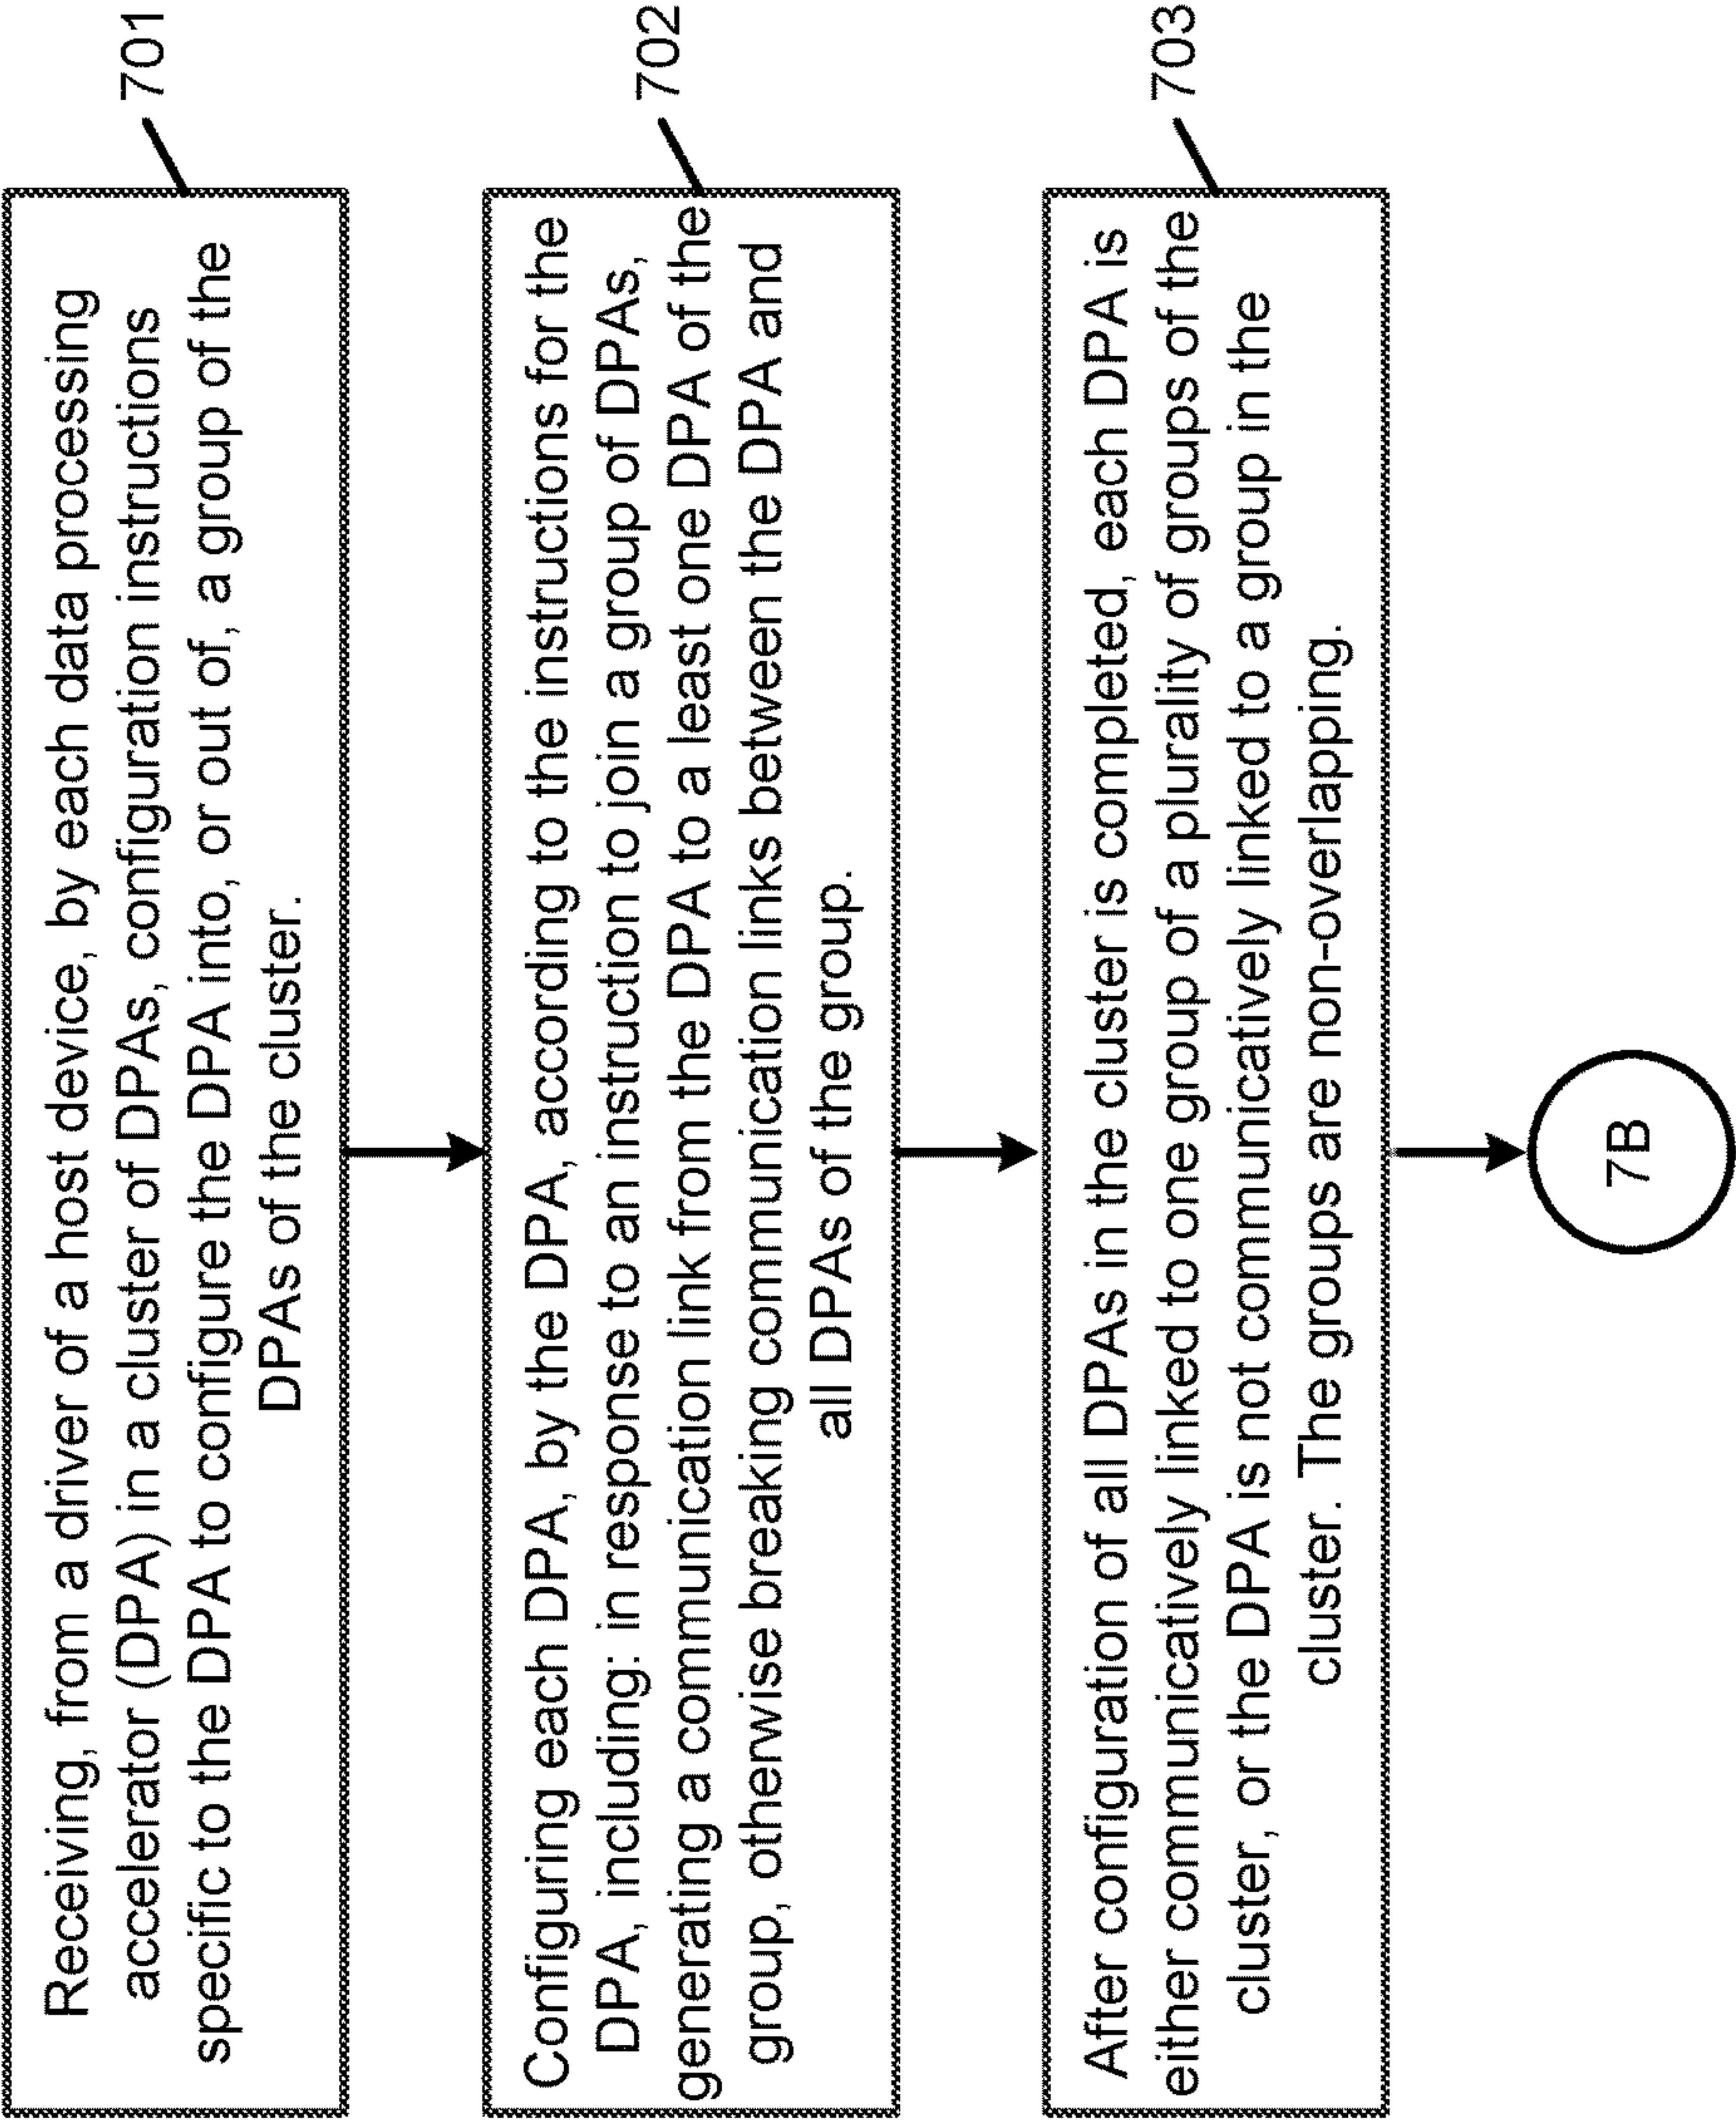 Receiving, from a driver of a host device, by each data processing
accelerator (DPA) in a cluster of DPAs, configuration instructions
specific to the DPA to configure the DPA into, or out of, a group of the
DPAs of the cluster.
701
Configuring each DPA, by the DPA, according to the instructions for the
DPA, including: in response to an instruction to join a group of DPAs,
generating a communication link from the DPA to a least one DPA of the
group, otherwise breaking communication links between the DPA and
all DPAs of the group.
702
After configuration of all DPAs in the cluster is completed, each DPA is
either communicatively linked to one group of a plurality of groups of the
cluster, or the DPA is not communicatively linked to a group in the
cluster. The groups are non-overlapping.
703
7B